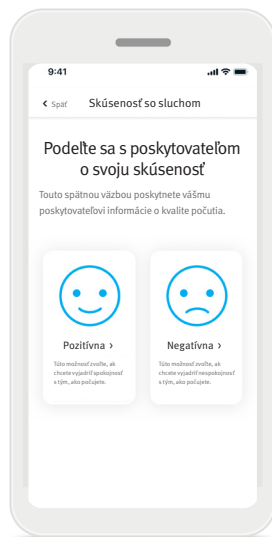 9:41
Späť Skúsenosť so sluchom
Podeľte sa s poskytovateľom
o svoju skúsenosť
Touto spätnou väzbou poskytnete vášmu
poskytovateľovi informácie o kvalite počutia.
Pozitívna
Túto možnosť zvoľte, ak
chcete vyjadriť spokojnosť
s tým, ako počujete.
Negatívna
Túto možnosť zvoľte, ak
chcete vyjadriť nespokojnosť
s tým, ako počujete.